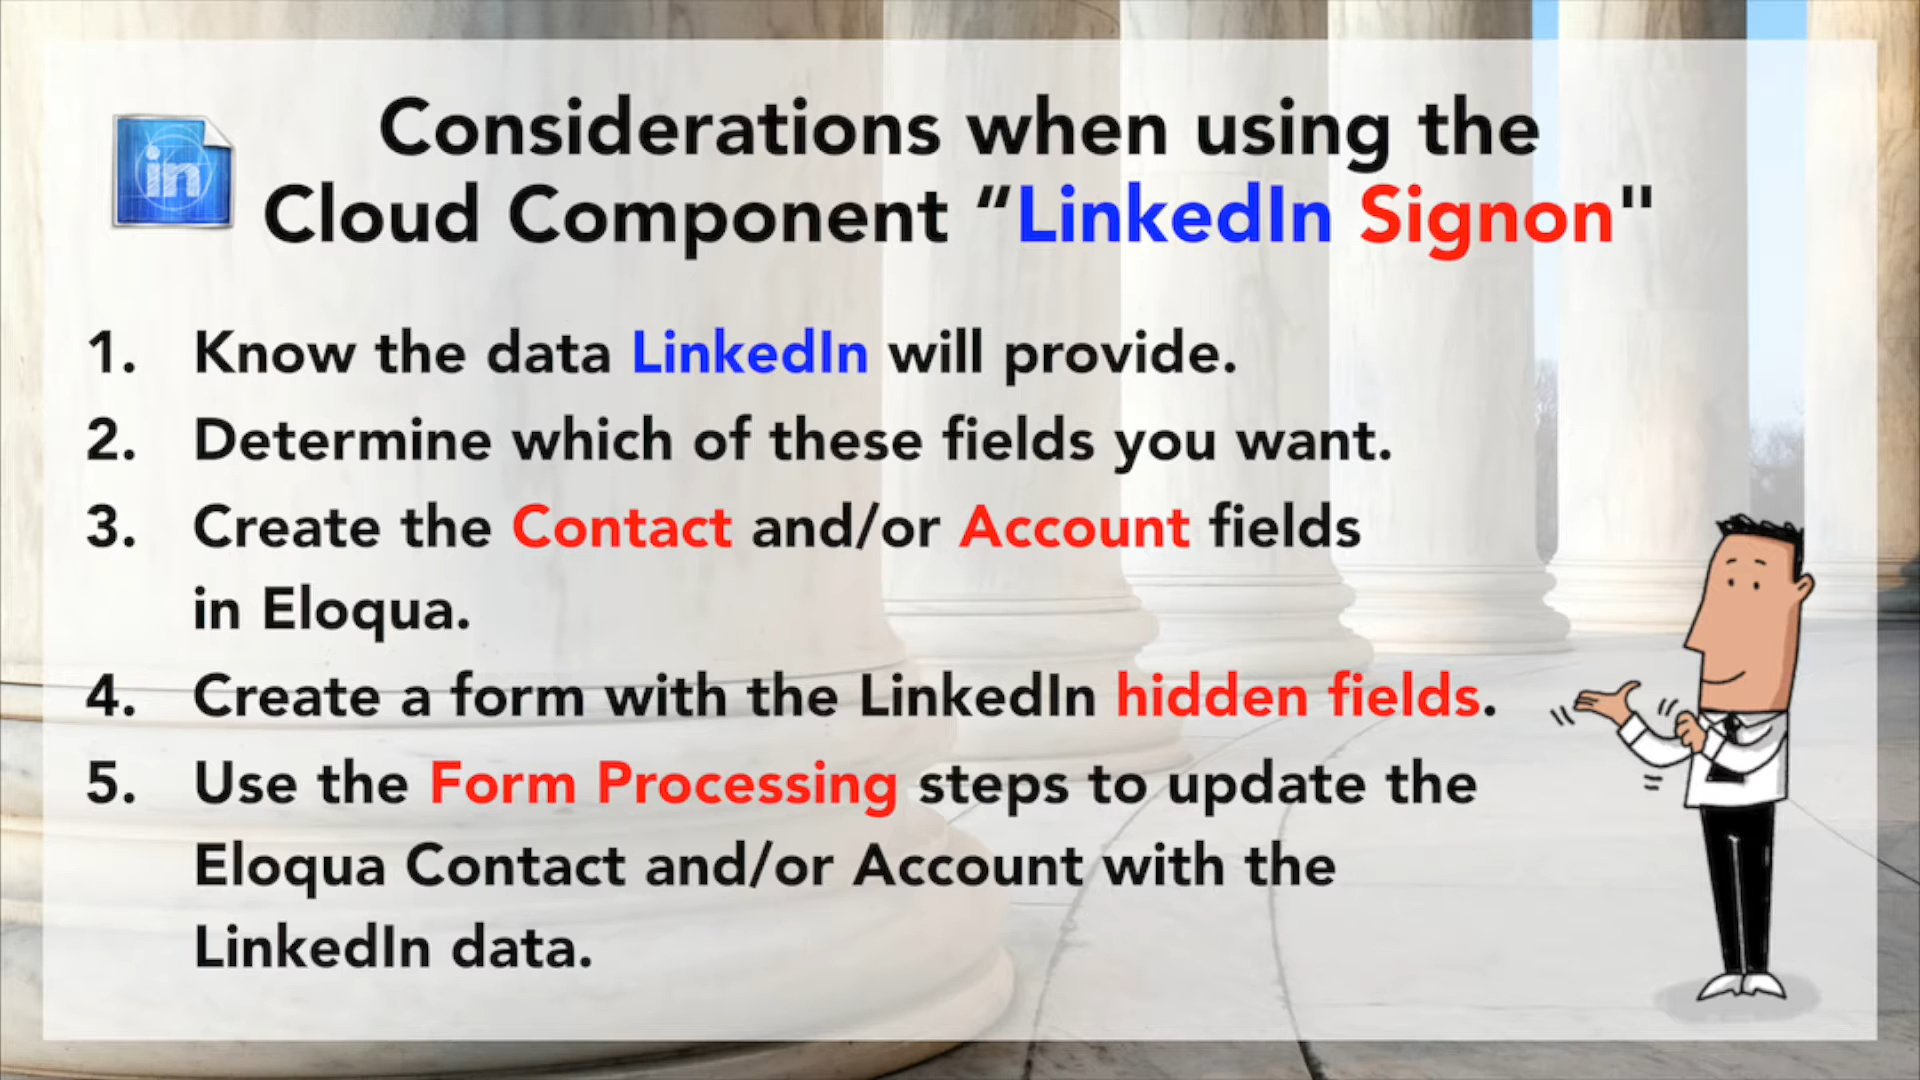 in
Considerations when using the
Cloud Component “LinkedIn Signon"
1. Know the data LinkedIn will provide.
2. Determine which of these fields you want.
3. Create the Contact and/or Account fields
in Eloqua.
4. Create a form with the LinkedIn hidden fields.
5. Use the Form Processing steps to update the
Eloqua Contact and/or Account with the
LinkedIn data.